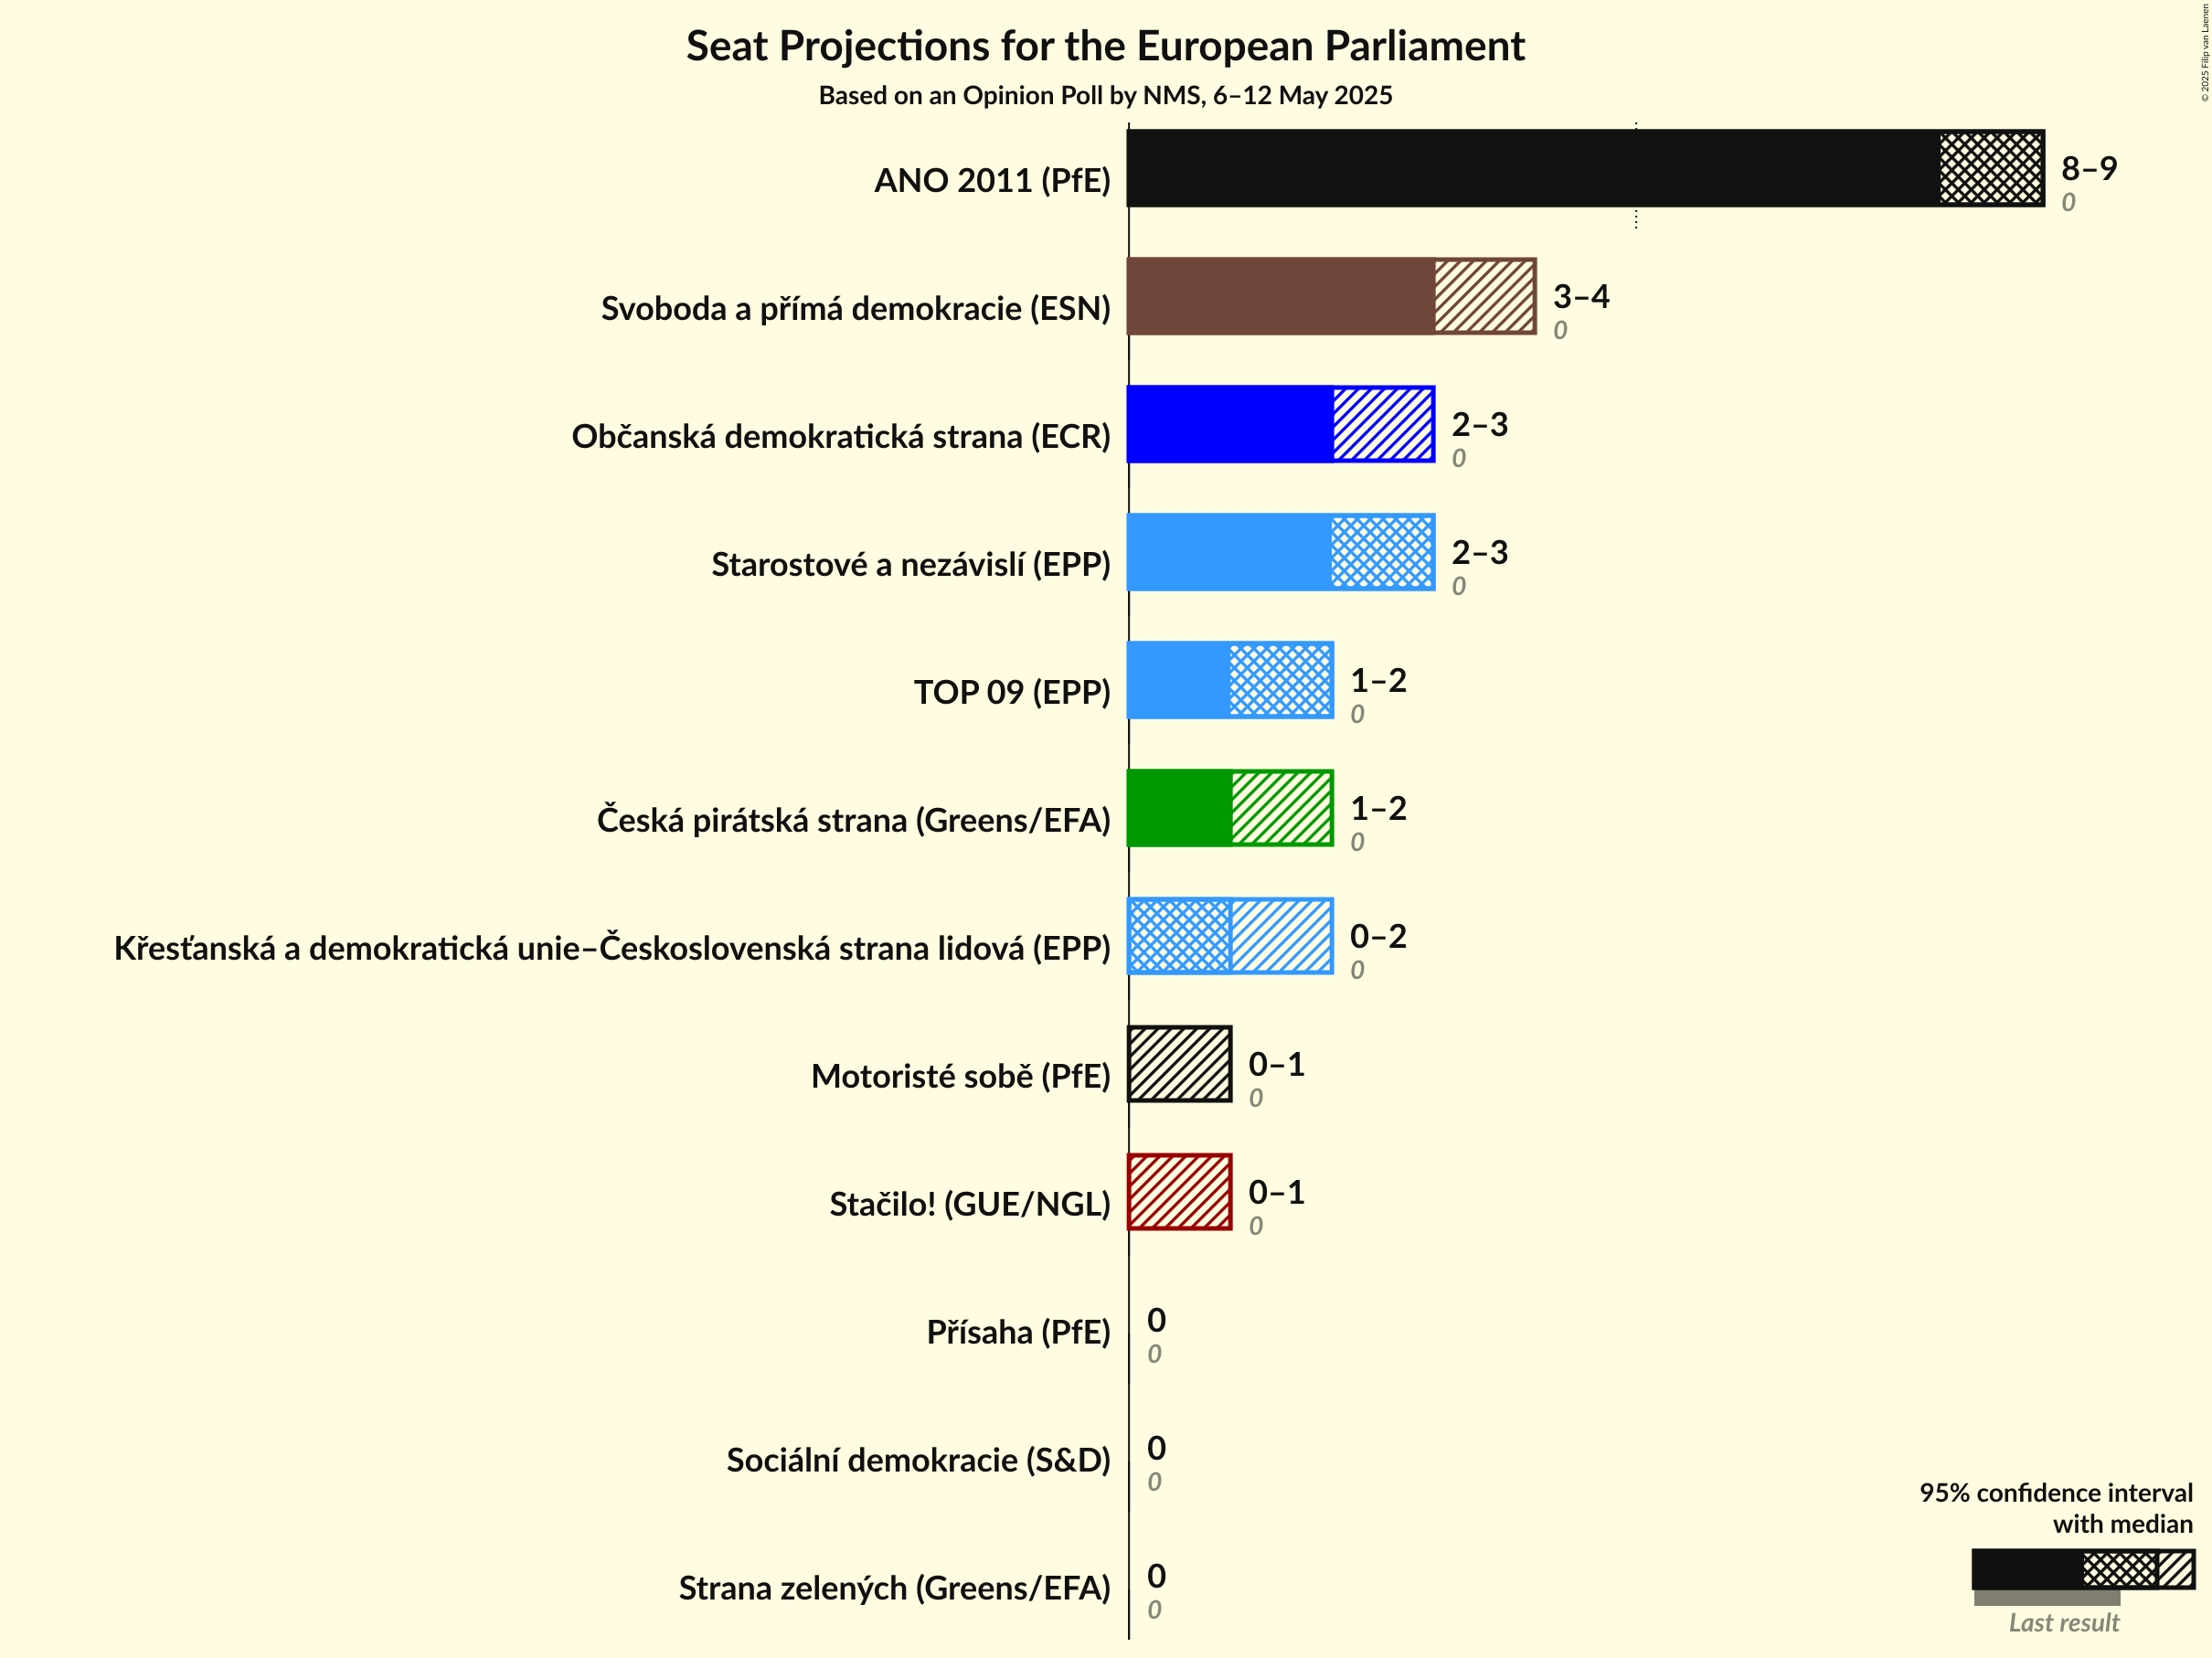 Seat Projections for the European Parliament
Based on an Opinion Poll by NMS, 6–12 May 2025
© 2025 Filip van Laenen
ANO 2011 (PfE)
8–9
0
Svoboda a přímá demokracie (ESN)
3–4
0
Občanská demokratická strana (ECR)
2–3
0
Starostové a nezávislí (EPP)
2–3
0
TOP 09 (EPP)
1–2
0
Česká pirátská strana (Greens/EFA)
1–2
0
Křesťanská a demokratická unie–Československá strana lidová (EPP)
0–2
0
Motoristé sobě (PfE)
0–1
0
Stačilo! (GUE/NGL)
0–1
0
Přísaha (PfE)
0
0
Sociální demokracie (S&D)
0
0
Strana zelených (Greens/EFA)
0
0
95% confidence interval
with median
Last result